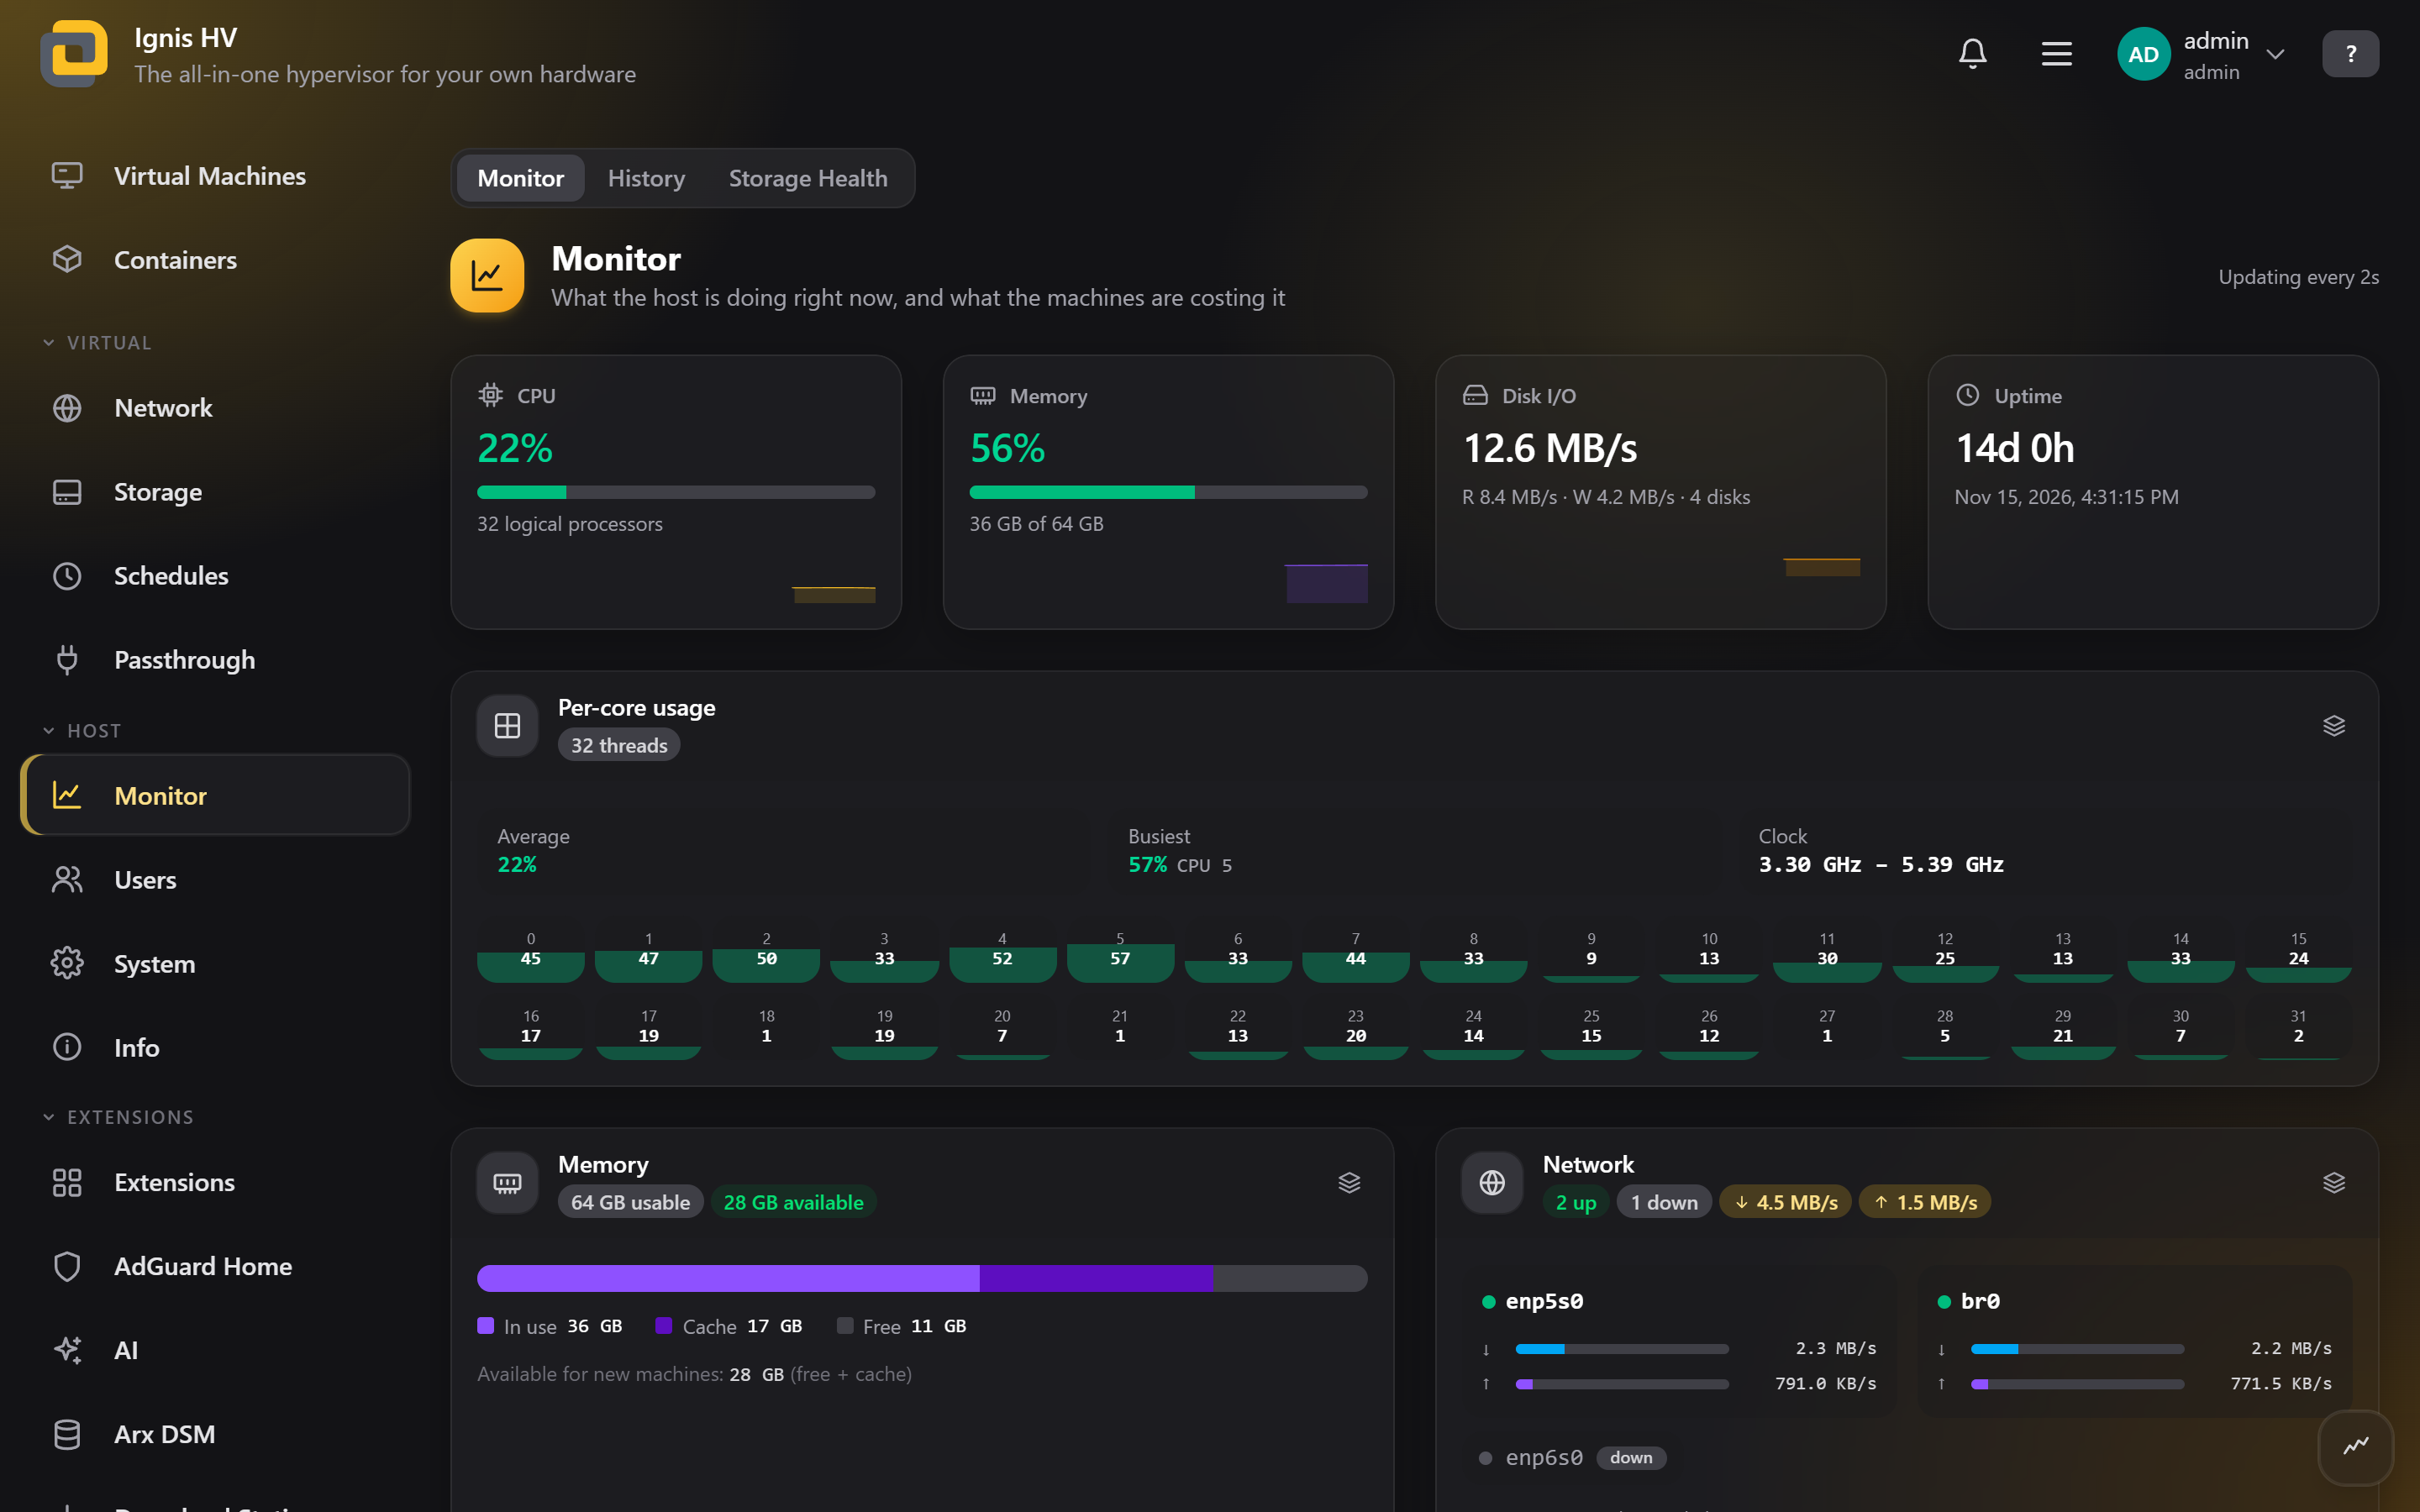 Ignis HV
The all-in-one hypervisor for your own hardware
AD
admin
admin
?
Virtual Machines
Containers
VIRTUAL
Network
Storage
Schedules
Passthrough
HOST
Monitor
Users
System
Info
EXTENSIONS
Extensions
AdGuard Home
AI
Arx DSM
Monitor History Storage Health
Monitor
What the host is doing right now, and what the machines are costing it
Updating every 2s
CPU
22%
32 logical processors
Memory
56%
36 GB of 64 GB
Disk I/O
12.6 MB/s
R 8.4 MB/s · W 4.2 MB/s · 4 disks
Uptime
14d 0h
Nov 15, 2026, 4:31:15 PM
Per-core usage
32 threads
Average
22%
Busiest
57% CPU 5
Clock
3.30 GHz – 5.39 GHz
0 1 2 3 4 5 6 7 8 9 10 11 12 13 14 15
45 47 50 33 52 57 33 44 33 9 13 30 25 13 33 24
16 17 18 19 20 21 22 23 24 25 26 27 28 29 30 31
17 19 1 19 7 1 13 20 14 15 12 1 5 21 7 2
Memory
64 GB usable 28 GB available
In use 36 GB Cache 17 GB Free 11 GB
Available for new machines: 28 GB (free + cache)
Network
2 up 1 down ↓ 4.5 MB/s ↑ 1.5 MB/s
enp5s0
↓ 2.3 MB/s
↑ 791.0 KB/s
br0
↓ 2.2 MB/s
↑ 771.5 KB/s
enp6s0 down